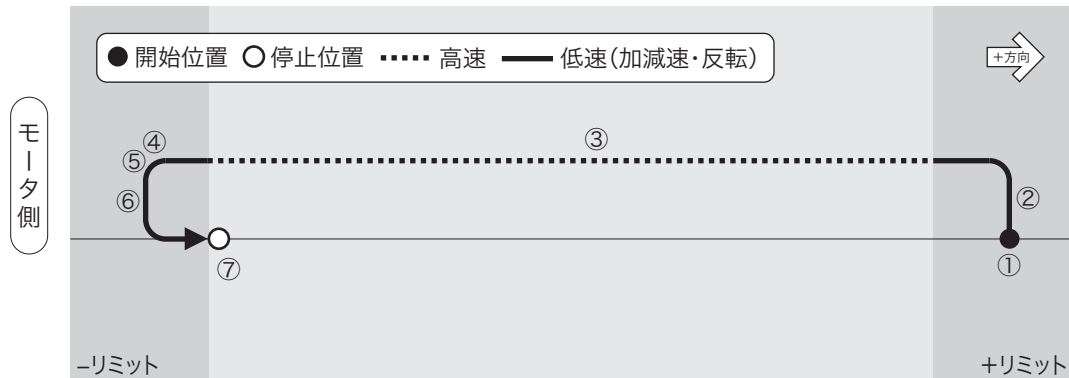 ●開始位置 ○停止位置 ⋯⋯ 高速 ━━ 低速（加減速・反転）
+方向
モータ側
④
③
⑤
⑥
②
⑦
①
−リミット
+リミット